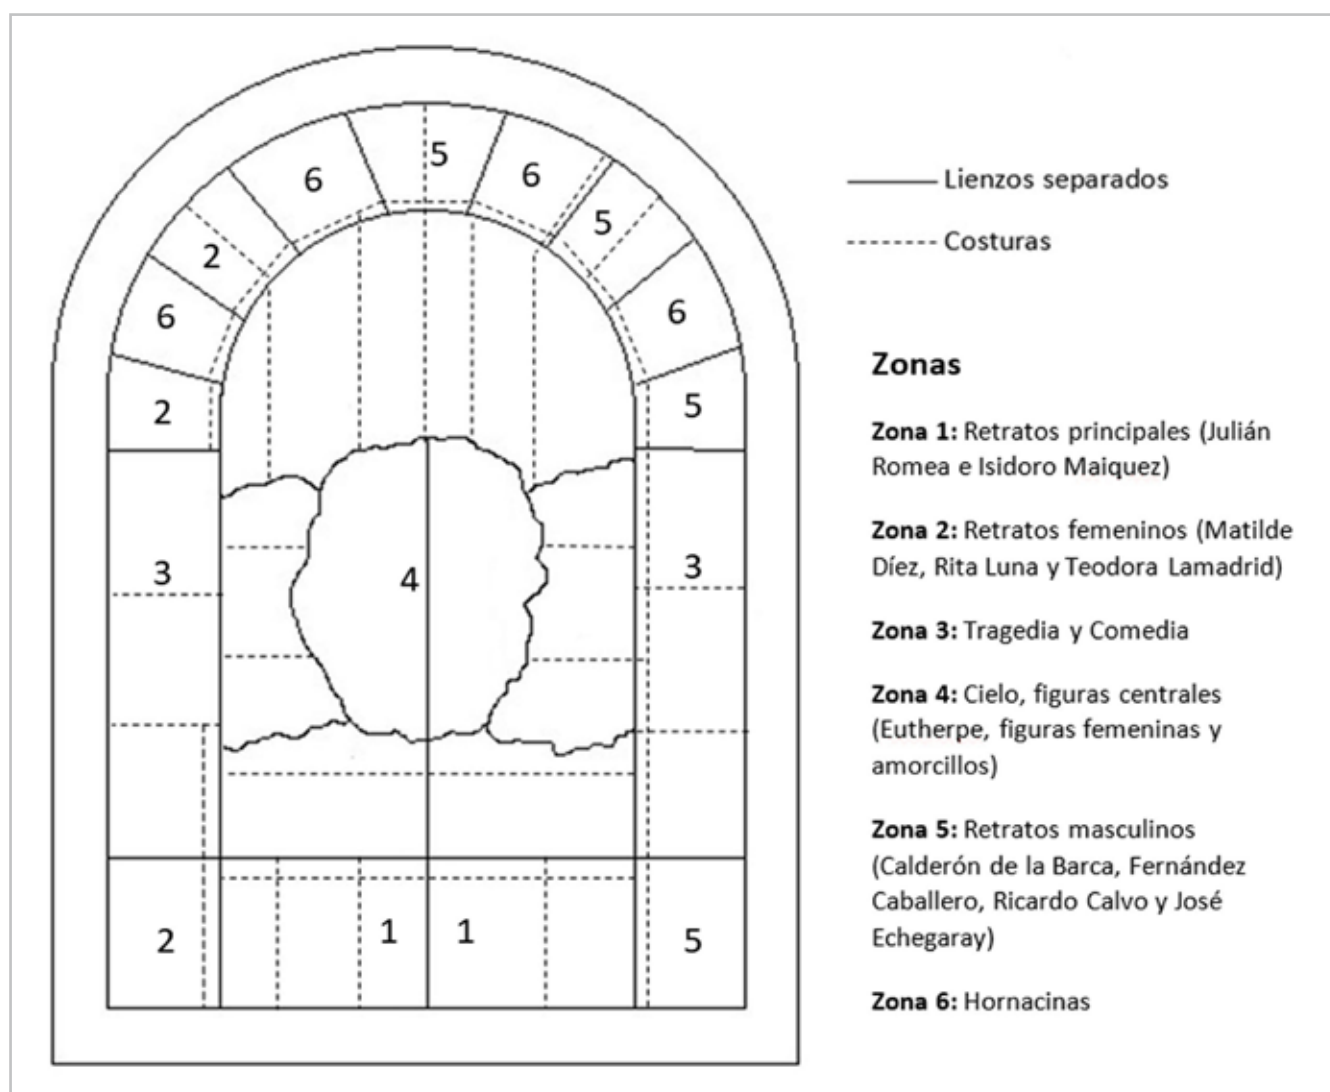 5
6
6
5
2
6
6
2
5
3
3
4
1
1
2
5
Lienzos separados
Costuras
Zonas
Zona 1: Retratos principales (Julián
Romea e Isidoro Maiquez)
Zona 2: Retratos femeninos (Matilde
Díez, Rita Luna y Teodora Lamadrid)
Zona 3: Tragedia y Comedia
Zona 4: Cielo, figuras centrales
(Eutherpe, figuras femeninas y
amorcillos)
Zona 5: Retratos masculinos
(Calderón de la Barca, Fernández
Caballero, Ricardo Calvo y José
Echegaray)
Zona 6: Hornacinas